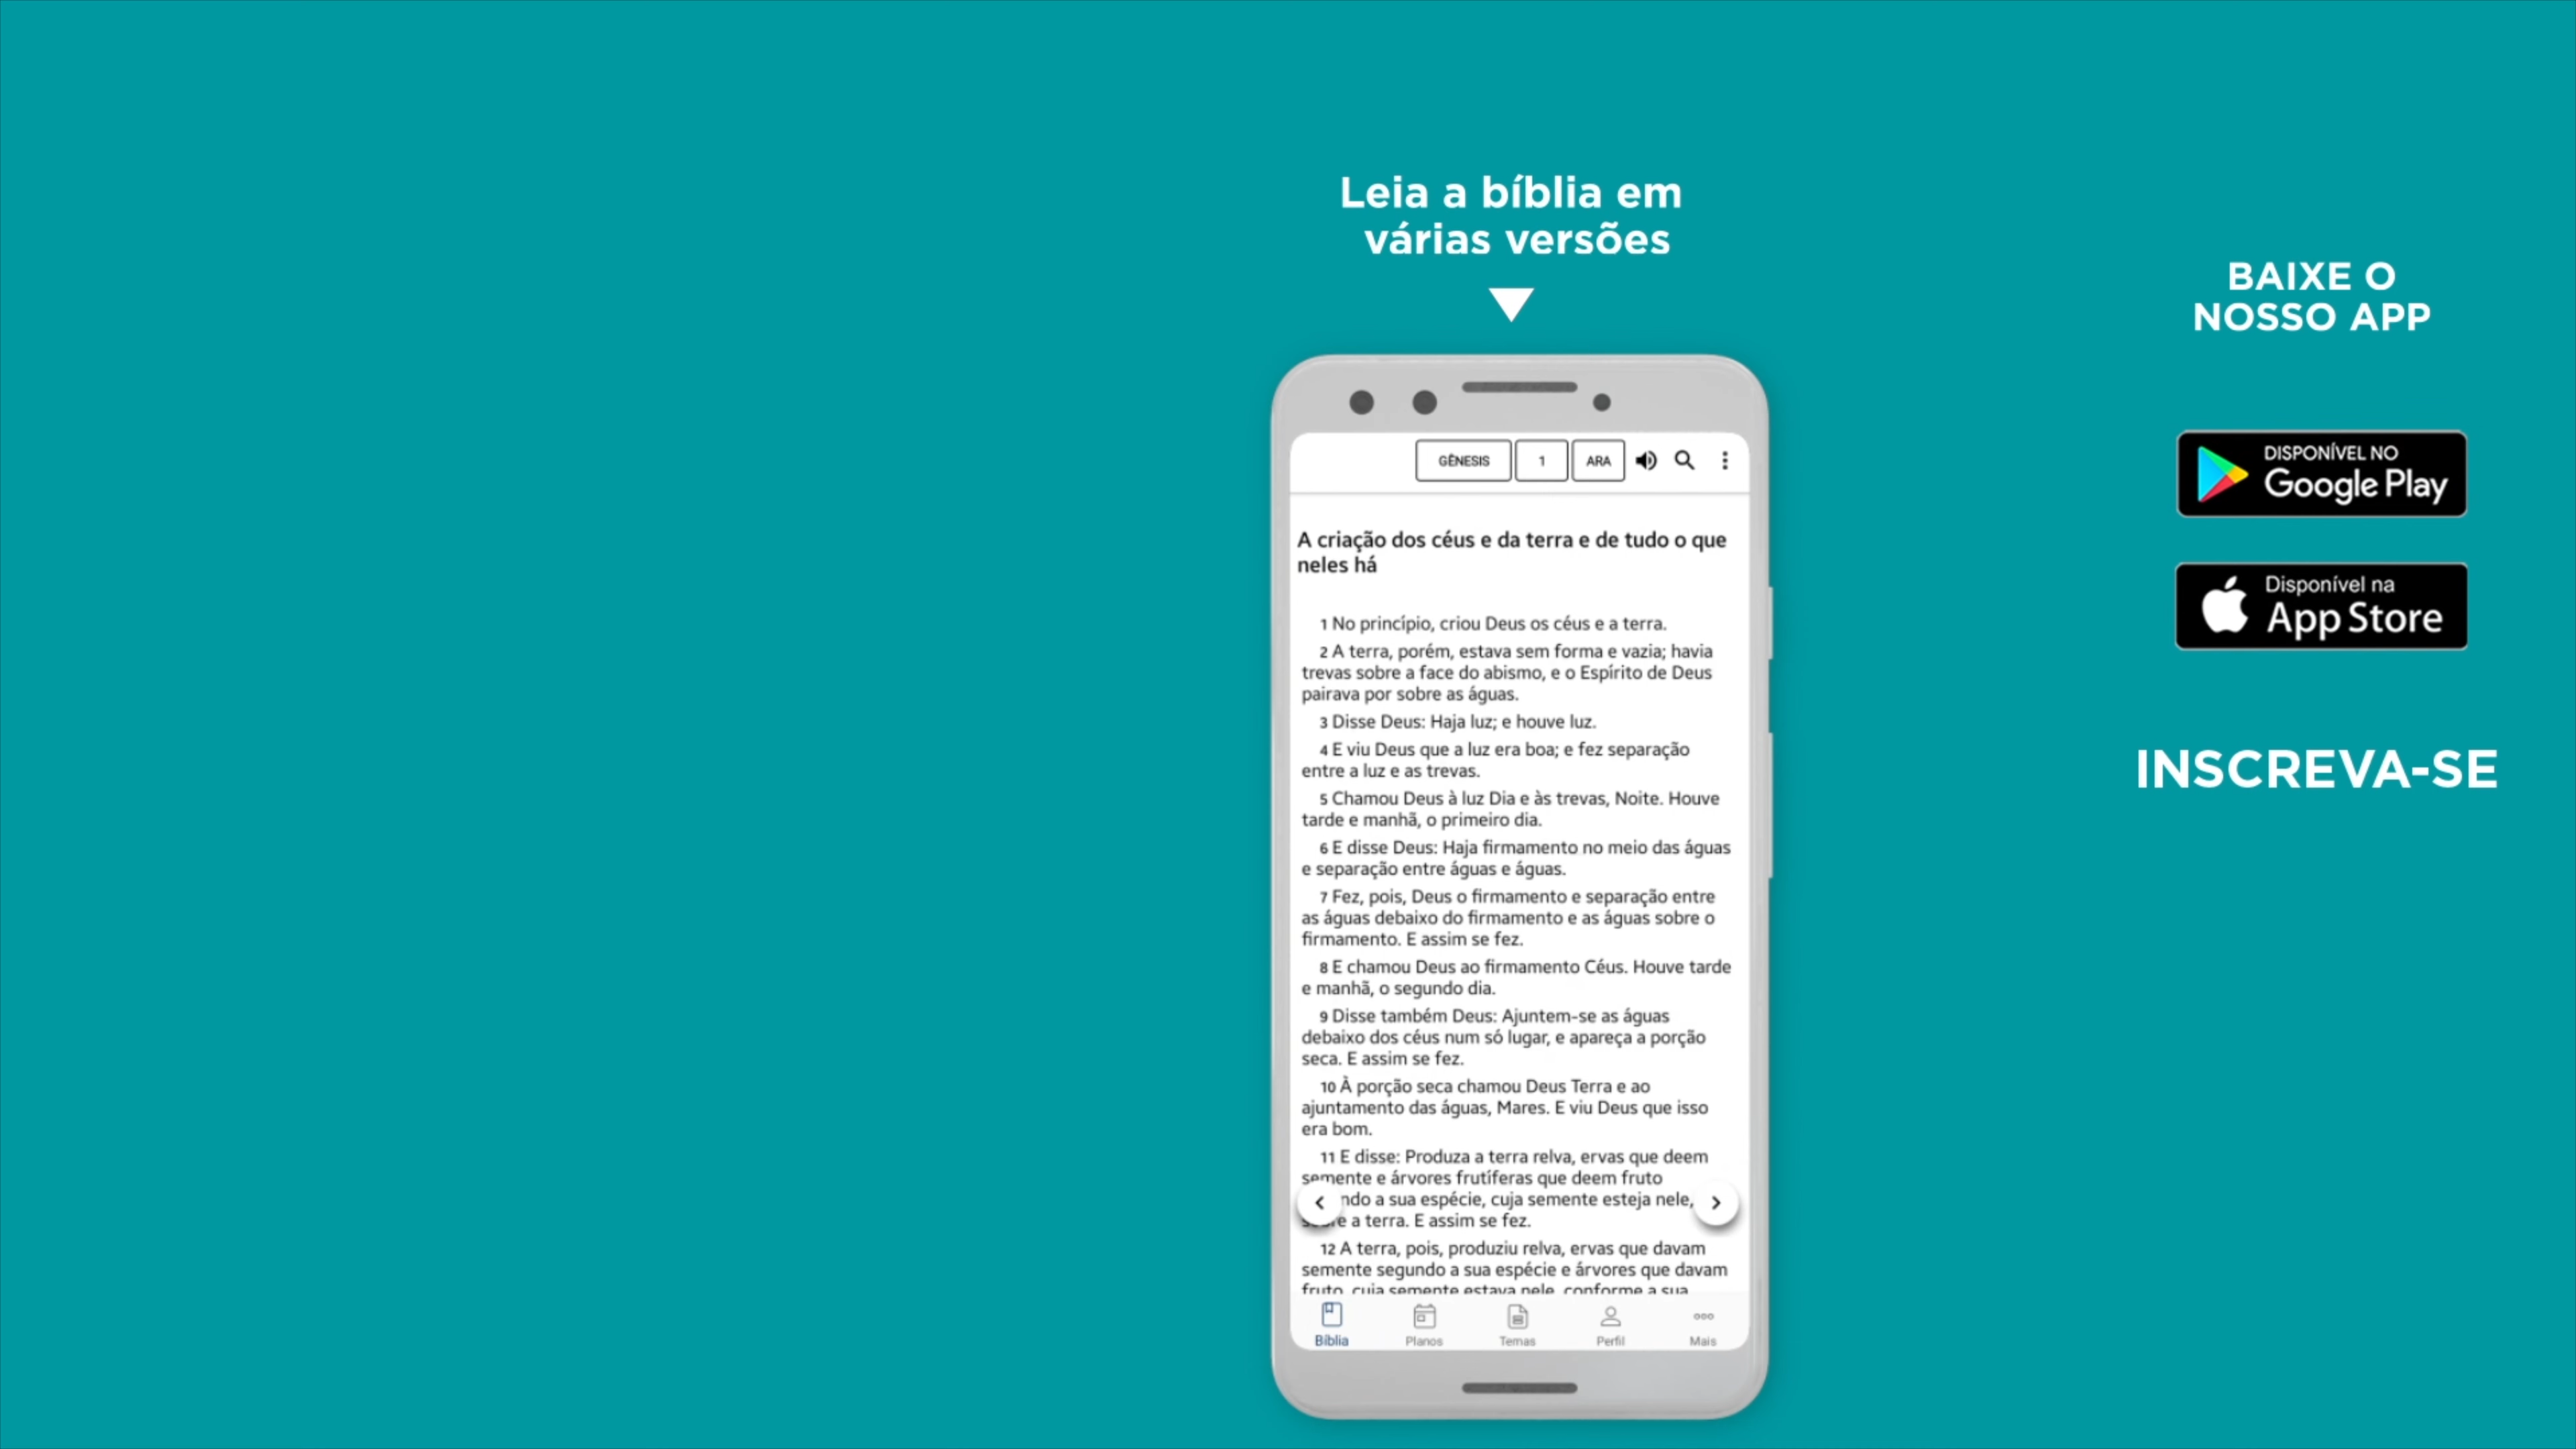 Leia a bíblia em
várias versões
GÊNESIS 1 ARA
A criação dos céus e da terra e de tudo o que
neles há
1 No princípio, criou Deus os céus e a terra.
2 A terra, porém, estava sem forma e vazia; havia
trevas sobre a face do abismo, e o Espírito de Deus
pairava por sobre as águas.
3 Disse Deus: Haja luz; e houve luz.
4 E viu Deus que a luz era boa; e fez separação
entre a luz e as trevas.
5 Chamou Deus à luz Dia e às trevas, Noite. Houve
tarde e manhã, o primeiro dia.
6 E disse Deus: Haja firmamento no meio das águas
e separação entre águas e águas.
7 Fez, pois, Deus o firmamento e separação entre
as águas debaixo do firmamento e as águas sobre o
firmamento. E assim se fez.
8 E chamou Deus ao firmamento Céus. Houve tarde
e manhã, o segundo dia.
9 Disse também Deus: Ajuntem-se as águas
debaixo dos céus num só lugar, e apareça a porção
seca. E assim se fez.
10 À porção seca chamou Deus Terra e ao
ajuntamento das águas, Mares. E viu Deus que isso
era bom.
11 E disse: Produza a terra relva, ervas que deem
semente e árvores frutíferas que deem fruto
a sua espécie, cuja semente esteja nele,
a terra. E assim se fez.
12 A terra, pois, produziu relva, ervas que davam
semente segundo a sua espécie e árvores que davam
fruto, cuja semente estava nele, conforme a sua
Bíblia Planos Temas Perfil Mais
BAIXE O
NOSSO APP
DISPONÍVEL NO
Google Play
Disponível na
App Store
INSCREVA-SE